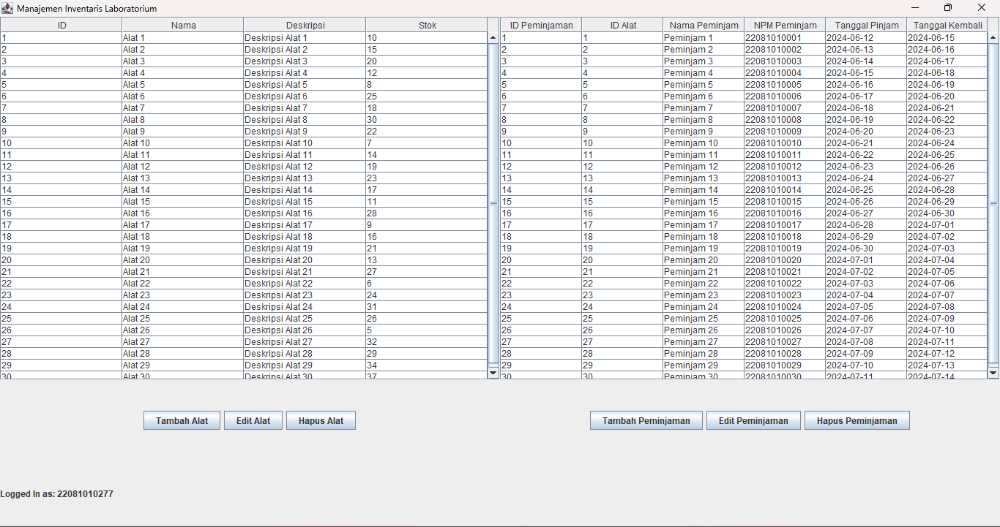 Manajemen Inventaris Laboratorium
ID Nama Deskripsi Stok ID Peminjaman ID Alat Nama Peminjam NPM Peminjam Tanggal Pinjam Tanggal Kembali
1 Alat 1 Deskripsi Alat 1 10 1 1 Peminjam 1 22081010001 2024-06-12 2024-06-15
2 Alat 2 Deskripsi Alat 2 15 2 2 Peminjam 2 22081010002 2024-06-13 2024-06-16
3 Alat 3 Deskripsi Alat 3 20 3 3 Peminjam 3 22081010003 2024-06-14 2024-06-17
4 Alat 4 Deskripsi Alat 4 12 4 4 Peminjam 4 22081010004 2024-06-15 2024-06-18
5 Alat 5 Deskripsi Alat 5 8 5 5 Peminjam 5 22081010005 2024-06-16 2024-06-19
6 Alat 6 Deskripsi Alat 6 25 6 6 Peminjam 6 22081010006 2024-06-17 2024-06-20
7 Alat 7 Deskripsi Alat 7 18 7 7 Peminjam 7 22081010007 2024-06-18 2024-06-21
8 Alat 8 Deskripsi Alat 8 30 8 8 Peminjam 8 22081010008 2024-06-19 2024-06-22
9 Alat 9 Deskripsi Alat 9 22 9 9 Peminjam 9 22081010009 2024-06-20 2024-06-23
10 Alat 10 Deskripsi Alat 10 7 10 10 Peminjam 10 22081010010 2024-06-21 2024-06-24
11 Alat 11 Deskripsi Alat 11 14 11 11 Peminjam 11 22081010011 2024-06-22 2024-06-25
12 Alat 12 Deskripsi Alat 12 19 12 12 Peminjam 12 22081010012 2024-06-23 2024-06-26
13 Alat 13 Deskripsi Alat 13 23 13 13 Peminjam 13 22081010013 2024-06-24 2024-06-27
14 Alat 14 Deskripsi Alat 14 17 14 14 Peminjam 14 22081010014 2024-06-25 2024-06-28
15 Alat 15 Deskripsi Alat 15 11 15 15 Peminjam 15 22081010015 2024-06-26 2024-06-29
16 Alat 16 Deskripsi Alat 16 28 16 16 Peminjam 16 22081010016 2024-06-27 2024-06-30
17 Alat 17 Deskripsi Alat 17 9 17 17 Peminjam 17 22081010017 2024-06-28 2024-07-01
18 Alat 18 Deskripsi Alat 18 16 18 18 Peminjam 18 22081010018 2024-06-29 2024-07-02
19 Alat 19 Deskripsi Alat 19 21 19 19 Peminjam 19 22081010019 2024-06-30 2024-07-03
20 Alat 20 Deskripsi Alat 20 13 20 20 Peminjam 20 22081010020 2024-07-01 2024-07-04
21 Alat 21 Deskripsi Alat 21 27 21 21 Peminjam 21 22081010021 2024-07-02 2024-07-05
22 Alat 22 Deskripsi Alat 22 6 22 22 Peminjam 22 22081010022 2024-07-03 2024-07-06
23 Alat 23 Deskripsi Alat 23 24 23 23 Peminjam 23 22081010023 2024-07-04 2024-07-07
24 Alat 24 Deskripsi Alat 24 31 24 24 Peminjam 24 22081010024 2024-07-05 2024-07-08
25 Alat 25 Deskripsi Alat 25 26 25 25 Peminjam 25 22081010025 2024-07-06 2024-07-09
26 Alat 26 Deskripsi Alat 26 5 26 26 Peminjam 26 22081010026 2024-07-07 2024-07-10
27 Alat 27 Deskripsi Alat 27 32 27 27 Peminjam 27 22081010027 2024-07-08 2024-07-11
28 Alat 28 Deskripsi Alat 28 29 28 28 Peminjam 28 22081010028 2024-07-09 2024-07-12
29 Alat 29 Deskripsi Alat 29 34 29 29 Peminjam 29 22081010029 2024-07-10 2024-07-13
30 Alat 30 Deskripsi Alat 30 37 30 30 Peminjam 30 22081010030 2024-07-11 2024-07-14
Tambah Alat Edit Alat Hapus Alat Tambah Peminjaman Edit Peminjaman Hapus Peminjaman
Logged In as: 22081010277